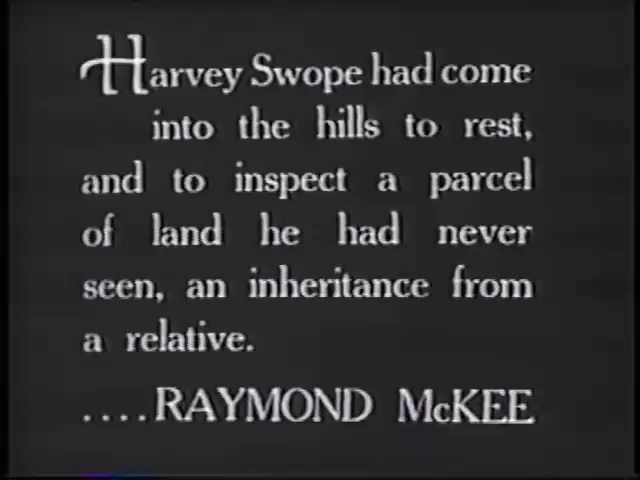 Harvey Swope had come
into the hills to rest,
and to inspect a parcel
of land he had never
seen, an inheritance from
a relative.
....RAYMOND McKEE